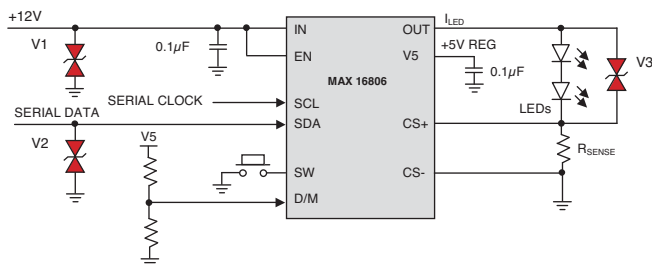 +12V
OUT
I_LED
V1
0.1µF
IN
EN
+5V REG
V5
0.1µF
V3
MAX 16806
SERIAL CLOCK
SCL
LEDs
SERIAL DATA
SDA
CS+
V2
V5
R_SENSE
SW
CS-
D/M